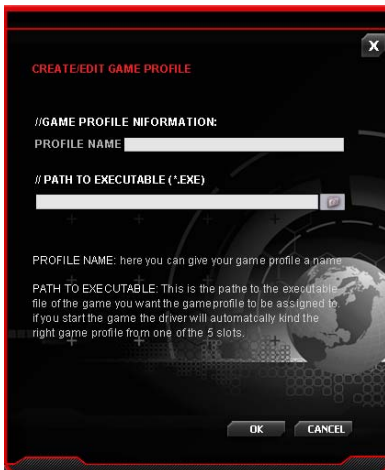 X
CREATE/EDIT GAME PROFILE
//GAME PROFILE NIFORMATION:
PROFILE NAME
// PATH TO EXECUTABLE (*.EXE)
PROFILE NAME: here you can give your game profile a name
PATH TO EXECUTABLE: This is the pathe to the executable
file of the game you want the gameprofile to be assigned to.
if you start the game the driver will automatcally kind the
right game profile from one of the 5 slots.
OK CANCEL